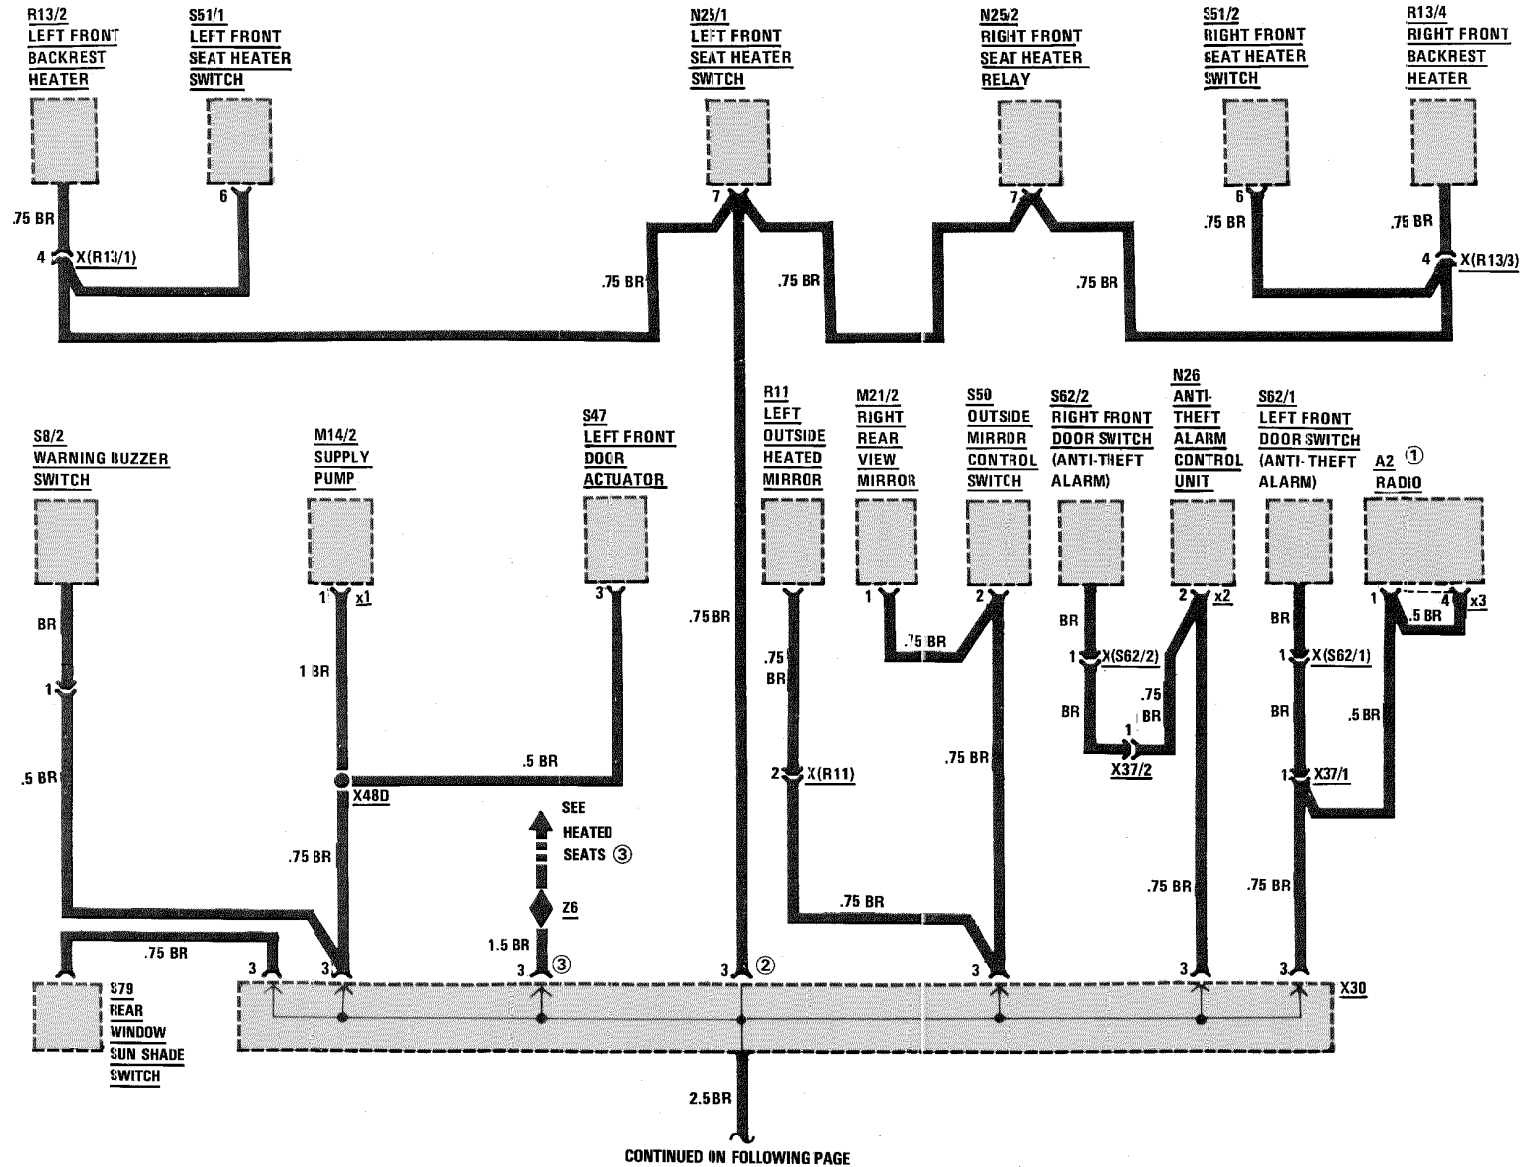 R13/2
LEFT FRONT
BACKREST
HEATER
S51/1
LEFT FRONT
SEAT HEATER
SWITCH
N25/1
LEFT FRONT
SEAT HEATER
SWITCH
N25/2
RIGHT FRONT
SEAT HEATER
RELAY
S51/2
RIGHT FRONT
SEAT HEATER
SWITCH
R13/4
RIGHT FRONT
BACKREST
HEATER
6
7
7
6
.75 BR
.75 BR
.75 BR
4
X(R13/1)
4
X(R13/3)
.75 BR
.75 BR
.75 BR
S8/2
WARNING BUZZER
SWITCH
M14/2
SUPPLY
PUMP
S47
LEFT FRONT
DOOR
ACTUATOR
R11
LEFT
OUTSIDE
HEATED
MIRROR
M21/2
RIGHT
REAR
VIEW
MIRROR
S50
OUTSIDE
MIRROR
CONTROL
SWITCH
S62/2
RIGHT FRONT
DOOR SWITCH
(ANTI-THEFT
ALARM)
N26
ANTI-
THEFT
ALARM
CONTROL
UNIT
S62/1
LEFT FRONT
DOOR SWITCH
(ANTI-THEFT
ALARM)
A2 ①
RADIO
1
x1
3
1
2
2
x2
1
4
x3
BR
.75 BR
.75 BR
BR
BR
.5 BR
1 BR
.75
BR
1
X(S62/2)
1
X(S62/1)
1
BR
.75
BR
BR
.5 BR
1
X37/2
.5 BR
.5 BR
X48D
2
X(R11)
.75 BR
1
X37/1
SEE
HEATED
SEATS ③
.75 BR
Z6
.75 BR
.75 BR
.75 BR
.75 BR
1.5 BR
3
3
3
③
3
②
3
3
3
S79
REAR
WINDOW
SUN SHADE
SWITCH
X30
2.5 BR
CONTINUED ON FOLLOWING PAGE